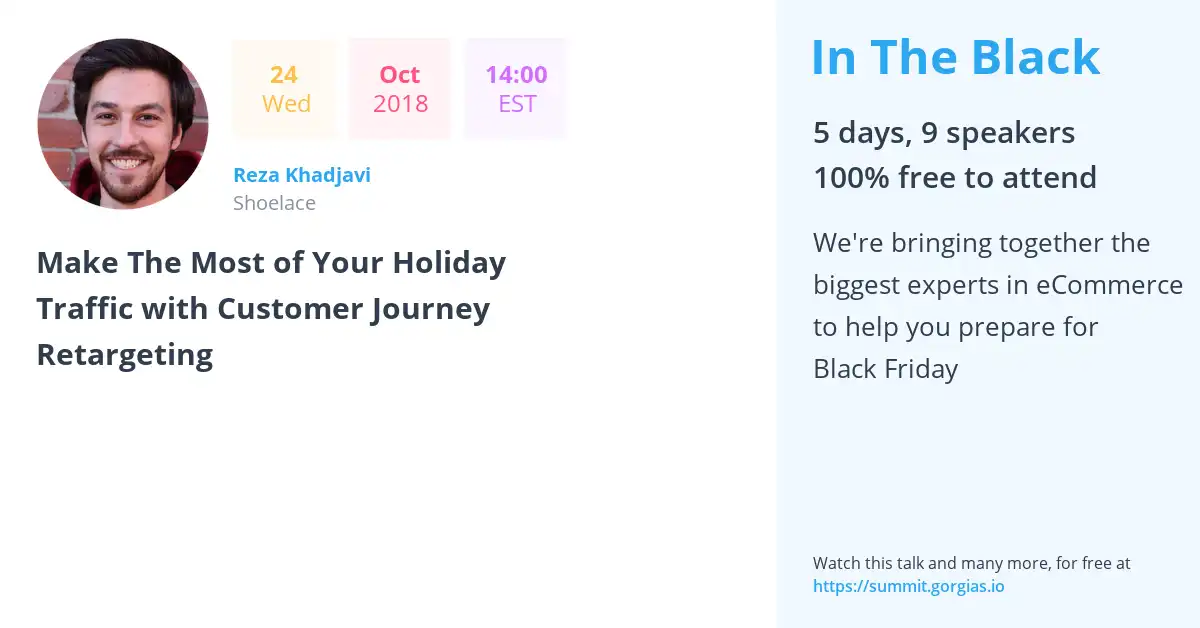 24
Wed
Oct
2018
14:00
EST
Reza Khadjavi
Shoelace
Make The Most of Your Holiday
Traffic with Customer Journey
Retargeting
In The Black
5 days, 9 speakers
100% free to attend
We're bringing together the
biggest experts in eCommerce
to help you prepare for
Black Friday
Watch this talk and many more, for free at
https://summit.gorgias.io